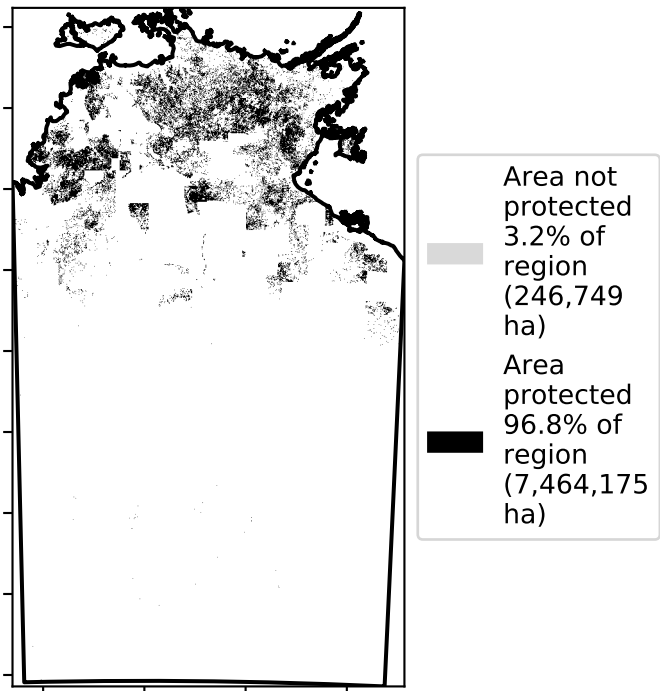 Area not
protected
3.2% of
region
(246,749
ha)
Area
protected
96.8% of
region
(7,464,175
ha)